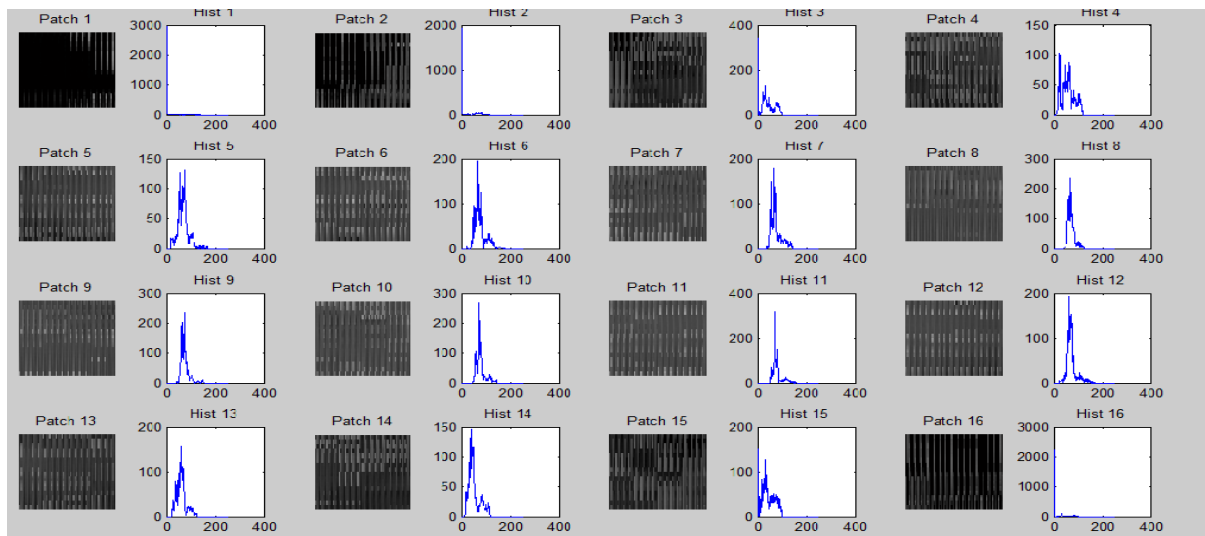 Patch 1 Hist 1 Patch 2 Hist 2 Patch 3 Hist 3 Patch 4 Hist 4
3000 2000 400 150
2000 1000 200 100
1000 50
0 0 0 0
0 200 400 0 200 400 0 200 400 0 200 400
Patch 5 Hist 5 Patch 6 Hist 6 Patch 7 Hist 7 Patch 8 Hist 8
150 200 200 300
100 100 100 200
50 100
0 0 0 0
0 200 400 0 200 400 0 200 400 0 200 400
Patch 9 Hist 9 Patch 10 Hist 10 Patch 11 Hist 11 Patch 12 Hist 12
300 300 400 200
200 200 200 100
100 100
0 0 0 0
0 200 400 0 200 400 0 200 400 0 200 400
Patch 13 Hist 13 Patch 14 Hist 14 Patch 15 Hist 15 Patch 16 Hist 16
200 150 200 3000
100 100 100 2000
50 1000
0 0 0 0
0 200 400 0 200 400 0 200 400 0 200 400